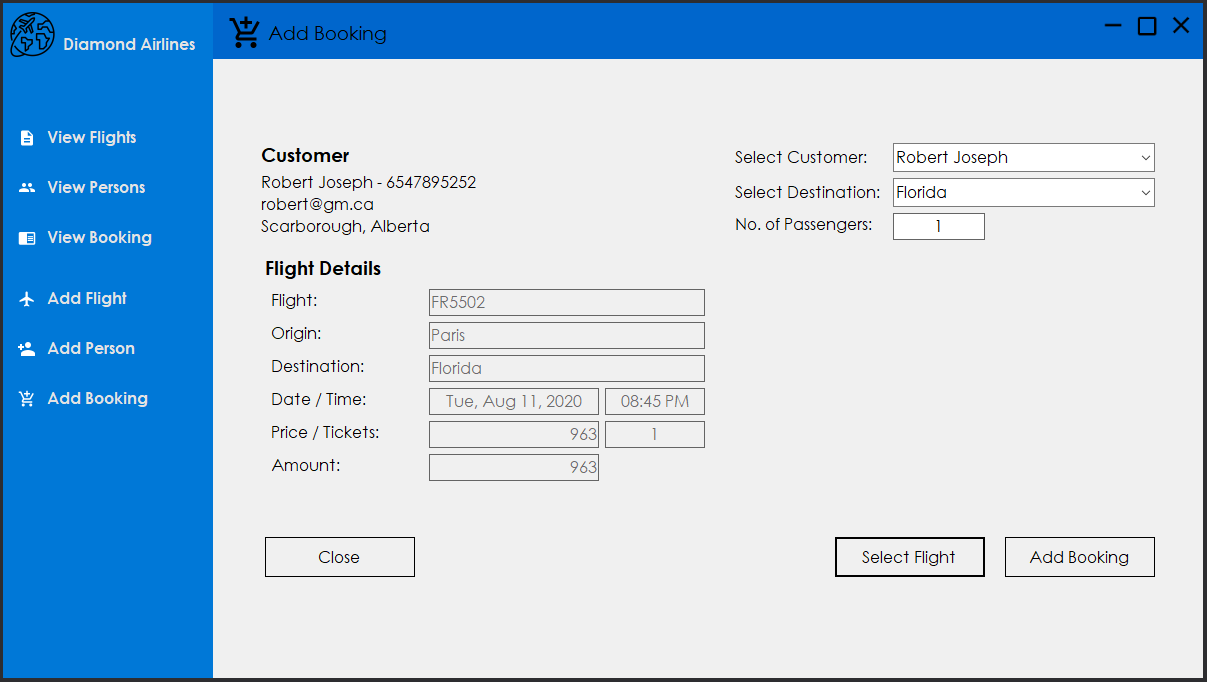 Diamond Airlines
Add Booking
View Flights
View Persons
View Booking
Add Flight
Add Person
Add Booking
Customer
Robert Joseph - 6547895252
robert@gm.ca
Scarborough, Alberta
Select Customer: Robert Joseph
Select Destination: Florida
No. of Passengers: 1
Flight Details
Flight: FR5502
Origin: Paris
Destination: Florida
Date / Time: Tue, Aug 11, 2020 08:45 PM
Price / Tickets: 963 1
Amount: 963
Close
Select Flight
Add Booking